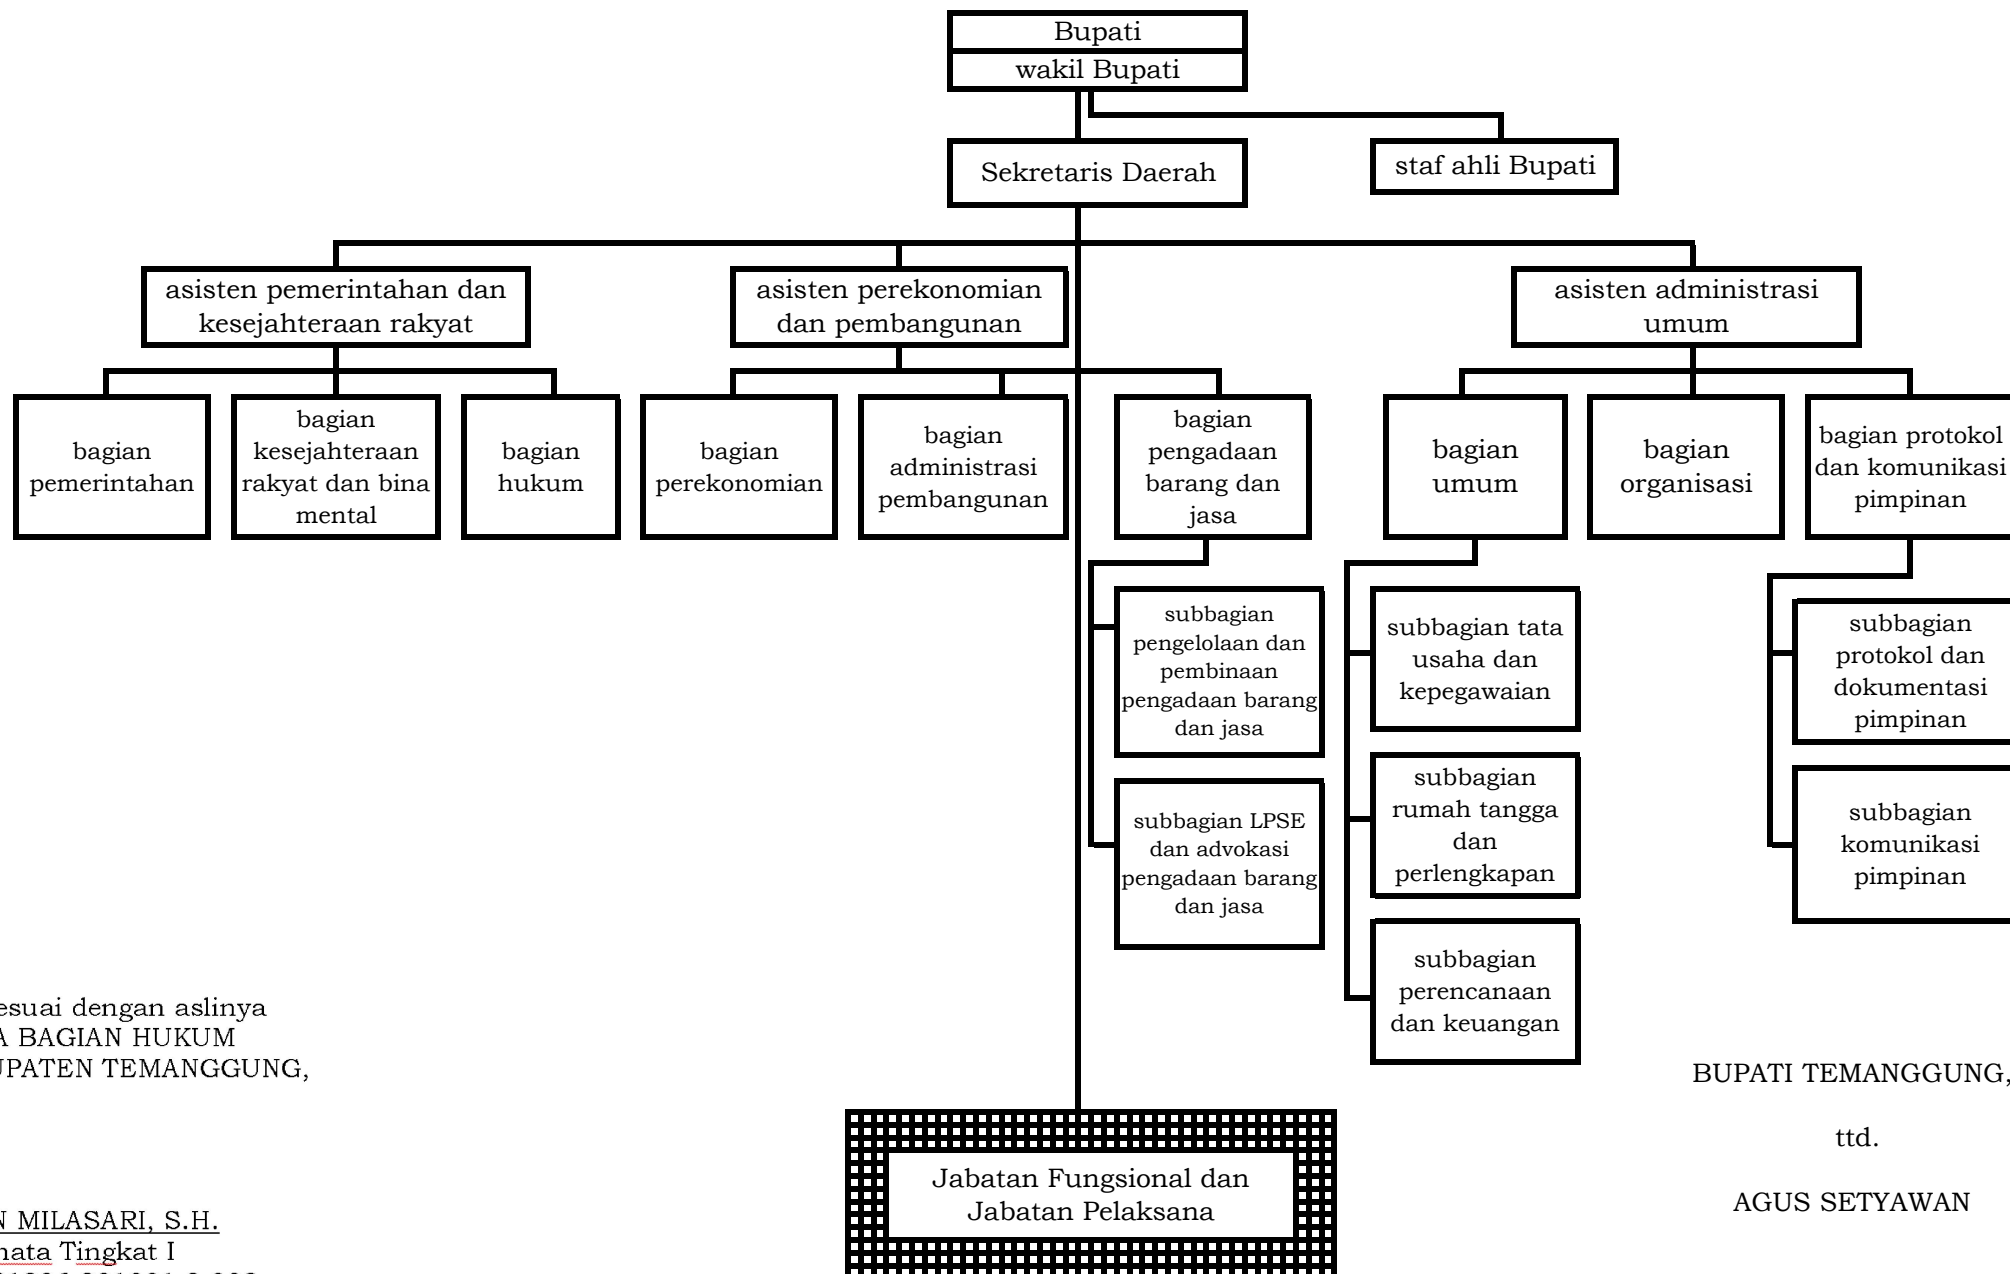 Bupati
wakil Bupati
Sekretaris Daerah
staf ahli Bupati
asisten pemerintahan dan
kesejahteraan rakyat
asisten perekonomian
dan pembangunan
asisten administrasi
umum
bagian
pemerintahan
bagian
kesejahteraan
rakyat dan bina
mental
bagian
hukum
bagian
perekonomian
bagian
administrasi
pembangunan
bagian
pengadaan
barang dan
jasa
bagian
umum
bagian
organisasi
bagian protokol
dan komunikasi
pimpinan
subbagian
pengelolaan dan
pembinaan
pengadaan barang
dan jasa
subbagian LPSE
dan advokasi
pengadaan barang
dan jasa
subbagian tata
usaha dan
kepegawaian
subbagian
rumah tangga
dan
perlengkapan
subbagian
perencanaan
dan keuangan
subbagian
protokol dan
dokumentasi
pimpinan
subbagian
komunikasi
pimpinan
esuai dengan aslinya
A BAGIAN HUKUM
UPATEN TEMANGGUNG,
N MILASARI, S.H.
nata Tingkat I
Jabatan Fungsional dan
Jabatan Pelaksana
BUPATI TEMANGGUNG,
ttd.
AGUS SETYAWAN